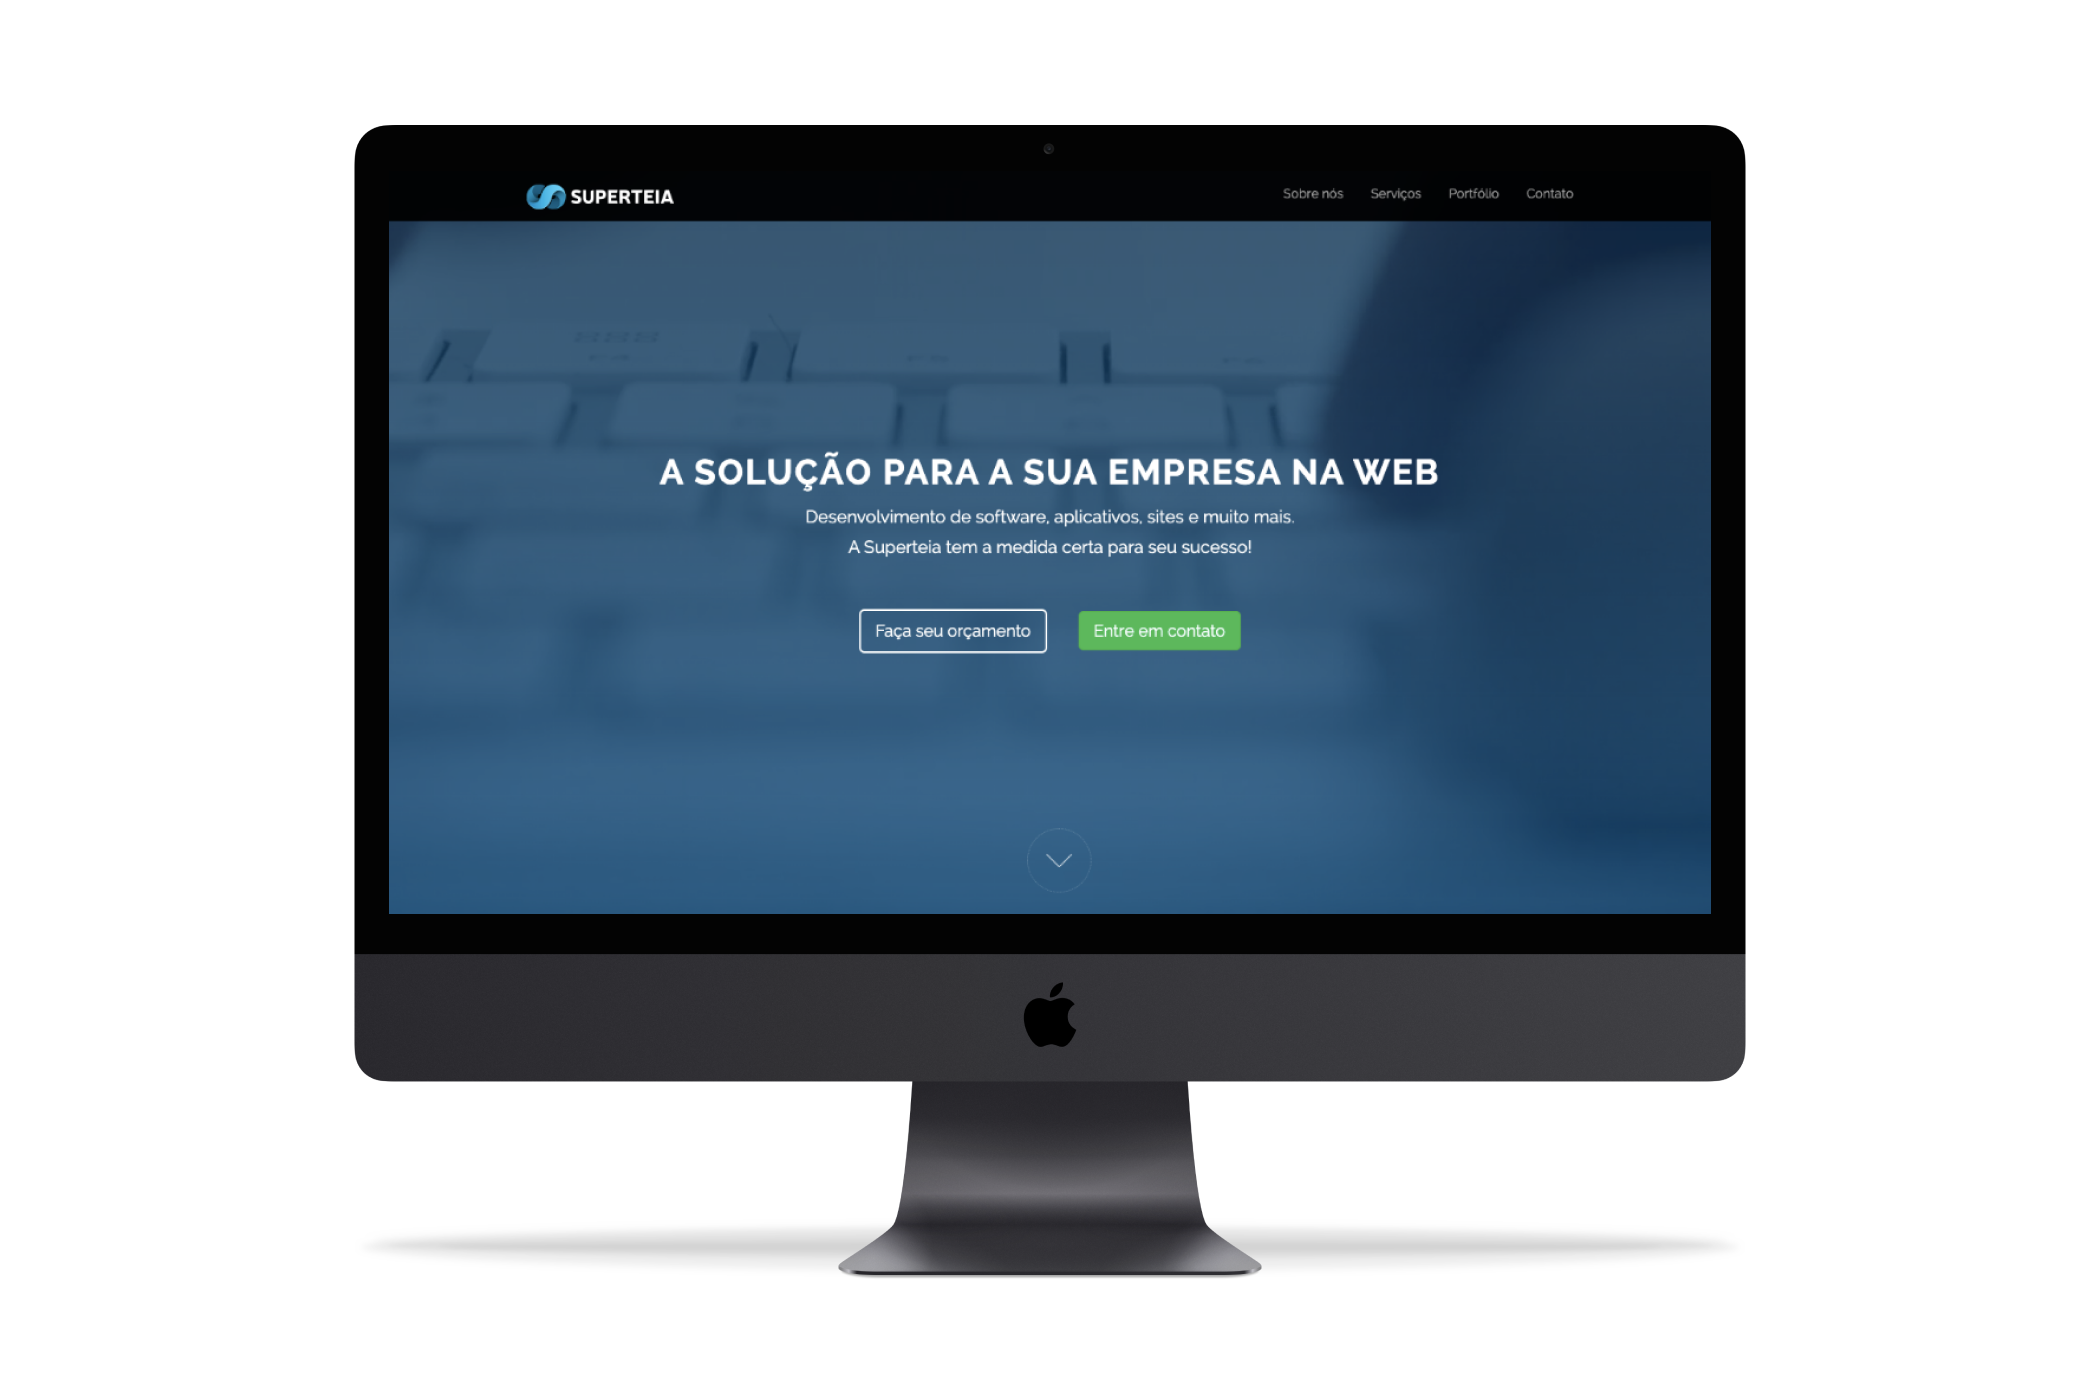 SUPERTEIA
Sobre nós Serviços Portfólio Contato
A SOLUÇÃO PARA A SUA EMPRESA NA WEB
Desenvolvimento de software, aplicativos, sites e muito mais.
A Superteia tem a medida certa para seu sucesso!
Faça seu orçamento Entre em contato